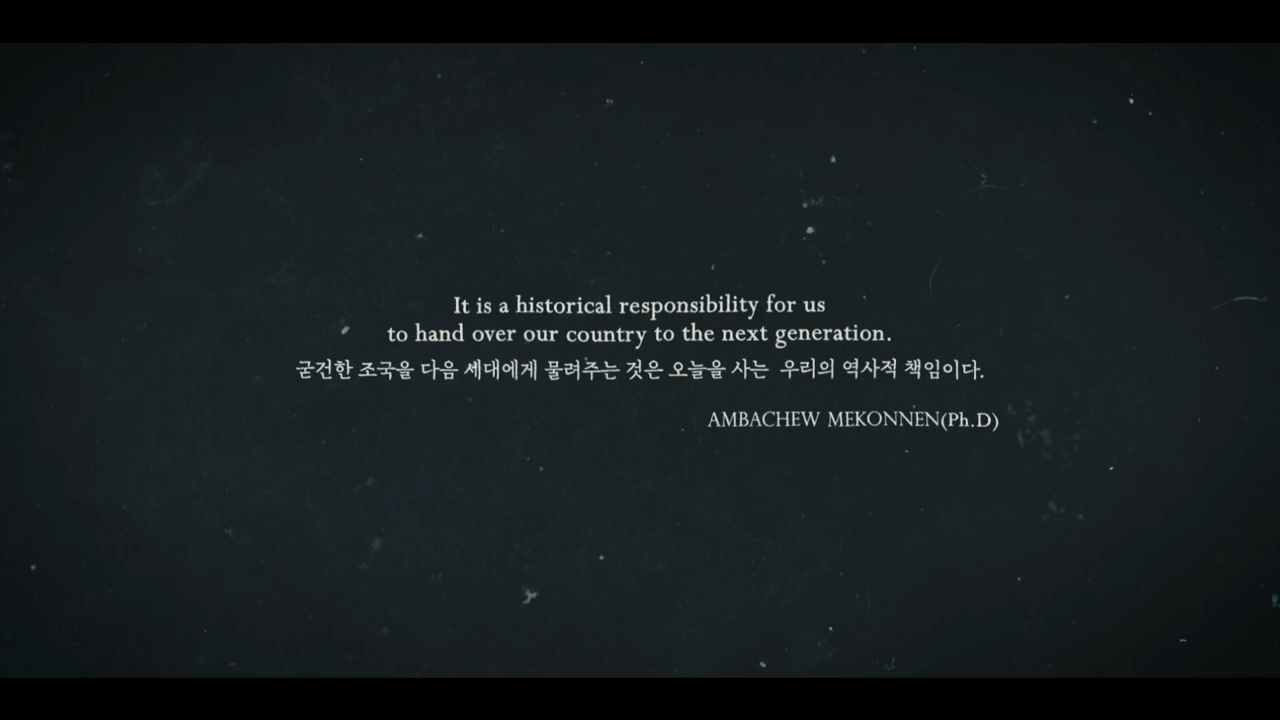 It is a historical responsibility for us
to hand over our country to the next generation.
굳건한 조국을 다음 세대에게 물려주는 것은 오늘을 사는  우리의 역사적 책임이다.
AMBACHEW MEKONNEN(Ph.D)